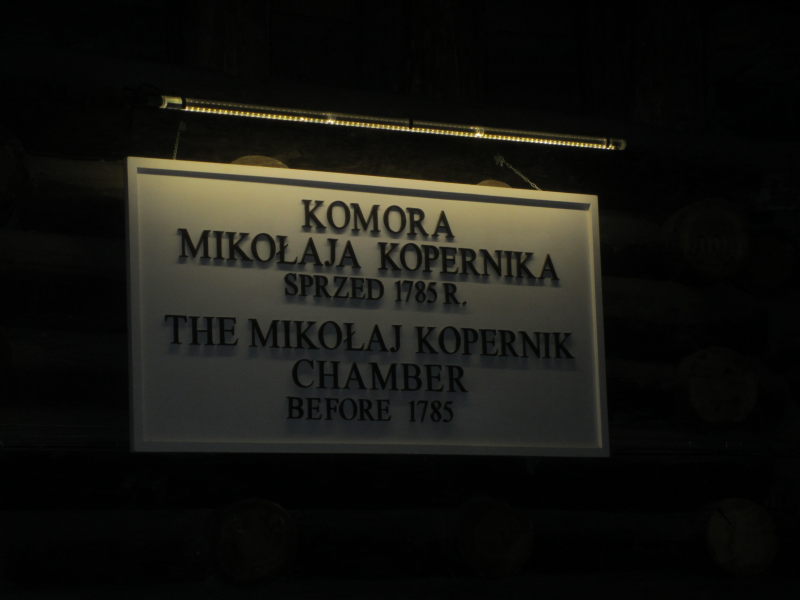 KOMORA
MIKOŁAJA KOPERNIKA
SPRZED 1785 R.
THE MIKOŁAJ KOPERNIK
CHAMBER
BEFORE 1785